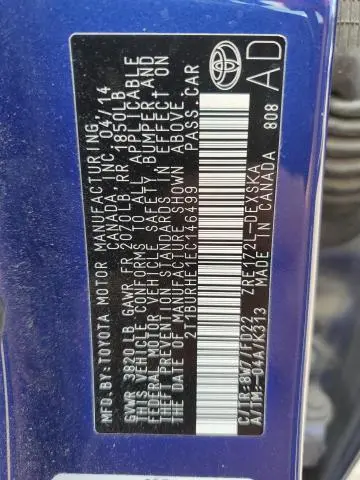 MFD.BY:TOYOTA MOTOR MANUFACTURING
CANADA, INC. 04/14
GVWR 3820LB GAWR FR 2070LB RR 1850LB
THIS VEHICLE CONFORMS TO ALL APPLICABLE
FEDERAL MOTOR VEHICLE SAFETY, BUMPER, AND
THEFT PREVENTION STANDARDS IN EFFECT ON
THE DATE OF MANUFACTURE SHOWN ABOVE.
2T1BURHE1EC146499 PASS. CAR
C/TR:8W7/FD22 ZRE172L-DEXSKA
A/TM:-04A/K313 MADE IN CANADA 808
TOYOTA
AD